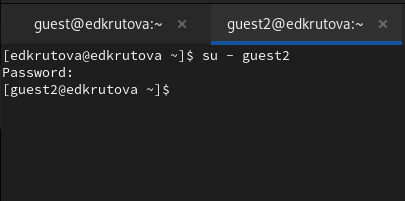 guest@edkrutova:~ × guest2@edkrutova:~ ×
[edkrutova@edkrutova ~]$ su - guest2
Password:
[guest2@edkrutova ~]$